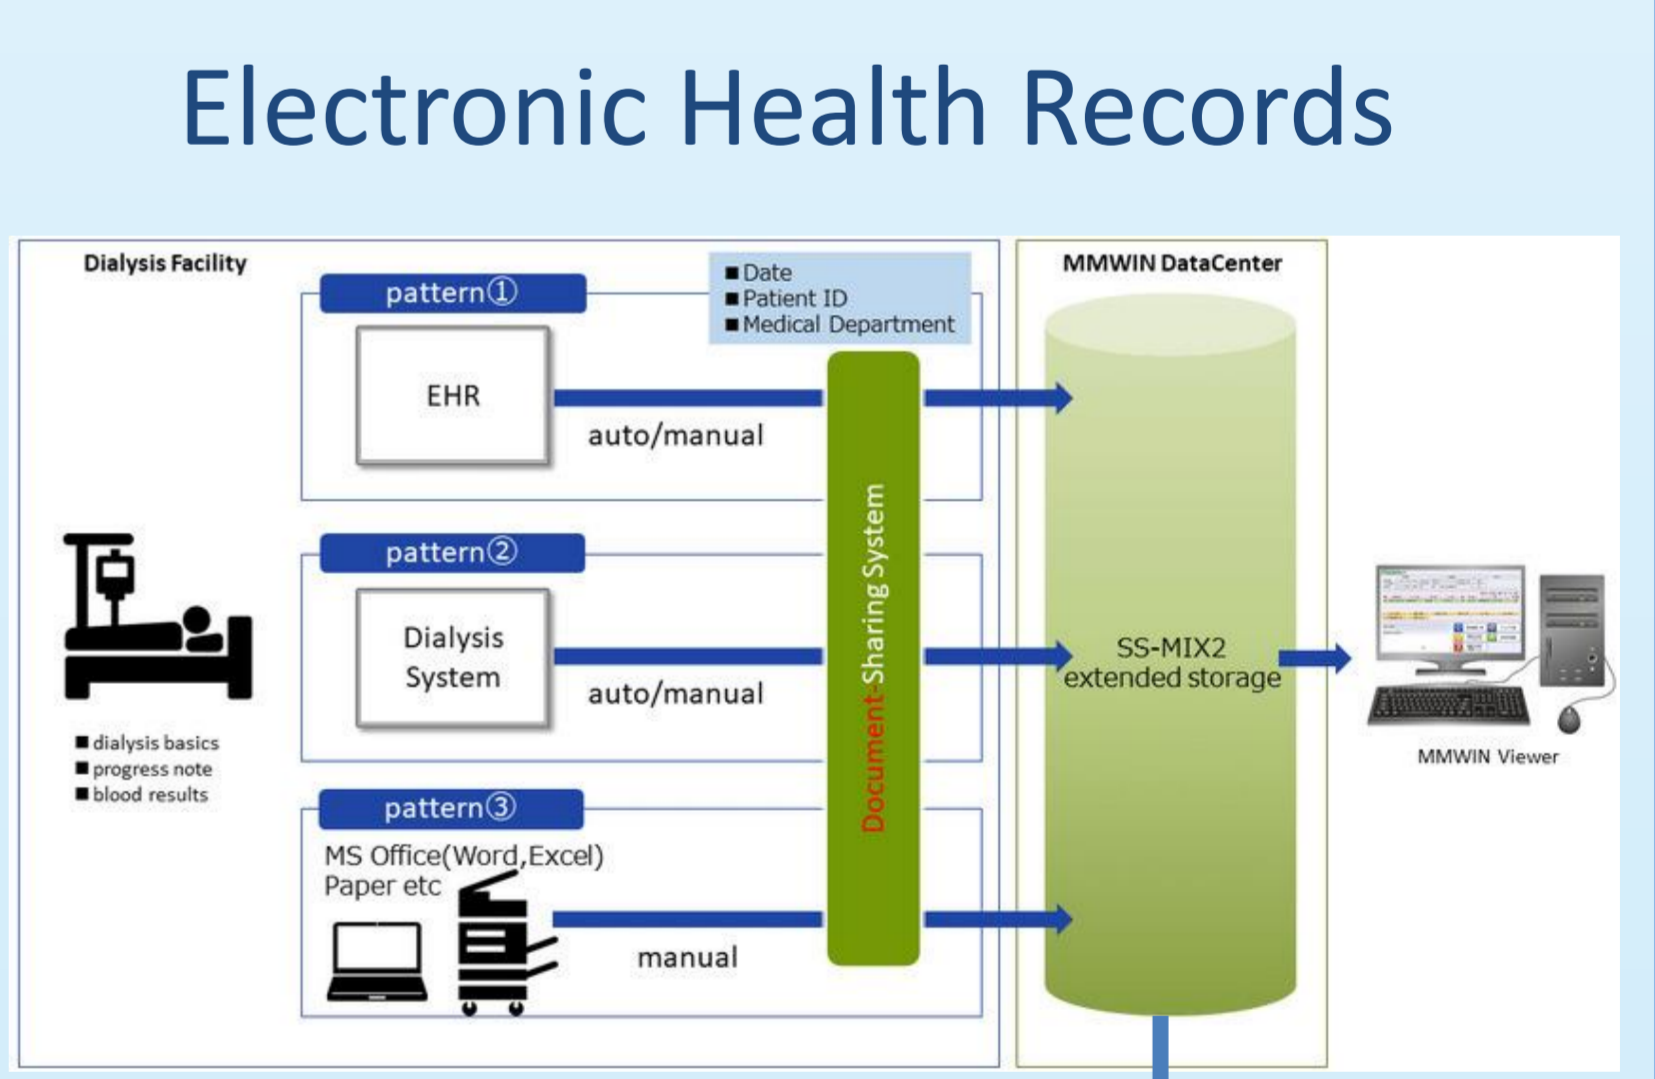 Electronic Health Records
Dialysis Facility
pattern①
■ Date
■ Patient ID
■ Medical Department
EHR
auto/manual
pattern②
Dialysis
System
auto/manual
■ dialysis basics
■ progress note
■ blood results
pattern③
MS Office(Word,Excel)
Paper etc
manual
Document-Sharing System
MMWIN DataCenter
SS-MIX2
extended storage
MMWIN Viewer